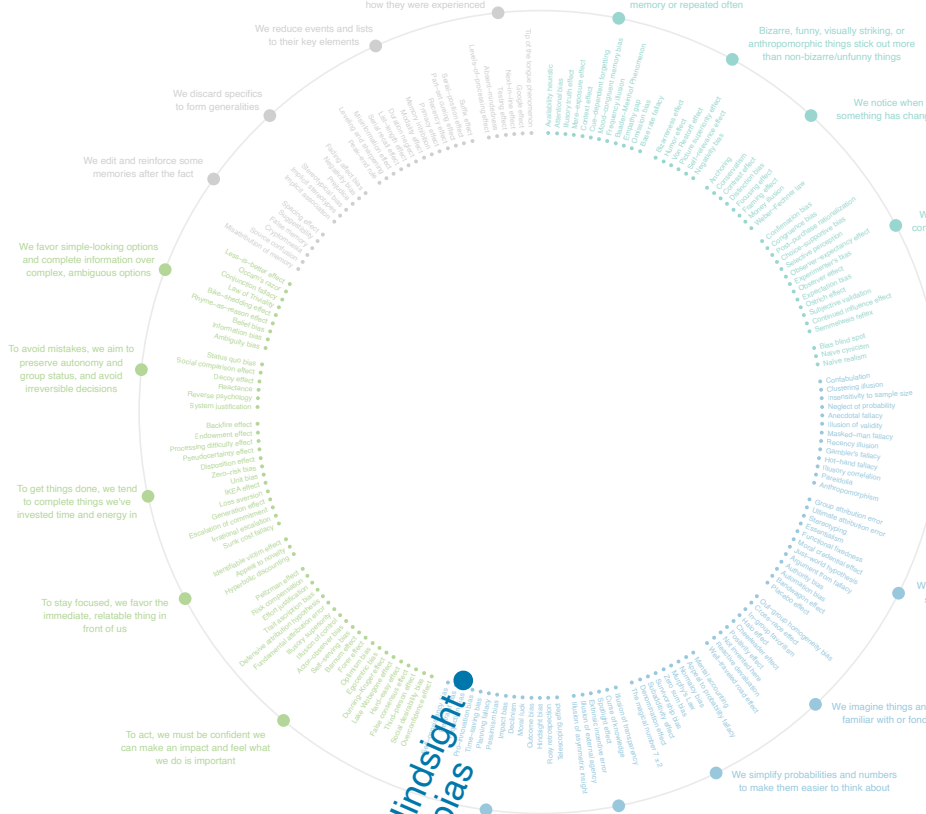 how they were experienced
We reduce events and lists
to their key elements
We discard specifics
to form generalities
We edit and reinforce some
memories after the fact
We favor simple-looking options
and complete information over
complex, ambiguous options
To avoid mistakes, we aim to
preserve autonomy and
group status, and avoid
irreversible decisions
To get things done, we tend
to complete things we've
invested time and energy in
To stay focused, we favor the
immediate, relatable thing in
front of us
To act, we must be confident we
can make an impact and feel what
we do is important
memory or repeated often
Bizarre, funny, visually striking, or
anthropomorphic things stick out more
than non-bizarre/unfunny things
We notice when
something has chang
W
con
We imagine things an
familiar with or fond
We simplify probabilities and numbers
to make them easier to think about
Tip of the tongue phenomenon
Google effect
Next-in-line effect
Testing effect
Absent-mindedness
Levels-of-processing effect
Suffix effect
Serial-position effect
Part-set cuing effect
Recency effect
Primacy effect
Memory inhibition
Modality effect
Duration neglect
List-length effect
Serial recall effect
Misinformation effect
Leveling and sharpening
Peak-end rule
Fading affect bias
Negativity bias
Prejudice
Stereotypical bias
Implicit stereotypes
Implicit association
Spacing effect
Suggestibility
False memory
Cryptomnesia
Source confusion
Misattribution of memory
Less-is-better effect
Occam's razor
Conjunction fallacy
Law of Triviality
Bike-shedding effect
Rhyme-as-reason effect
Belief bias
Information bias
Ambiguity bias
Status quo bias
Social comparison effect
Decoy effect
Reactance
Reverse psychology
System justification
Backfire effect
Endowment effect
Processing difficulty effect
Pseudocertainty effect
Disposition effect
Zero-risk bias
Unit bias
IKEA effect
Loss aversion
Generation effect
Escalation of commitment
Irrational escalation
Sunk cost fallacy
Identifiable victim effect
Appeal to novelty
Hyperbolic discounting
Peltzman effect
Risk compensation
Effort justification
Trait ascription bias
Defensive attribution hypothesis
Fundamental attribution error
Illusory superiority
Illusion of control
Actor-observer bias
Self-serving bias
Barnum effect
Forer effect
Optimism bias
Egocentric bias
Dunning-Kruger effect
Lake Wobegone effect
Hard-easy effect
False consensus effect
Third-person effect
Social desirability bias
Overconfidence effect
Availability heuristic
Attentional bias
Illusory truth effect
Mere-exposure effect
Context effect
Cue-dependent forgetting
Mood-congruent memory bias
Frequency illusion
Baader-Meinhof Phenomenon
Empathy gap
Omission bias
Base rate fallacy
Bizarreness effect
Humor effect
Von Restorff effect
Picture superiority effect
Self-relevance effect
Negativity bias
Anchoring
Conservatism
Contrast effect
Distinction bias
Focusing effect
Framing effect
Money illusion
Weber-Fechner law
Confirmation bias
Congruence bias
Post-purchase rationalization
Choice-supportive bias
Selective perception
Observer-expectancy effect
Experimenter's bias
Observer effect
Expectation bias
Ostrich effect
Subjective validation
Continued influence effect
Semmelweis reflex
Bias blind spot
Naïve cynicism
Naïve realism
Confabulation
Clustering illusion
Insensitivity to sample size
Neglect of probability
Anecdotal fallacy
Illusion of validity
Masked-man fallacy
Recency illusion
Gambler's fallacy
Hot-hand fallacy
Illusory correlation
Pareidolia
Anthropomorphism
Group attribution error
Ultimate attribution error
Stereotyping
Essentialism
Functional fixedness
Moral credential effect
Just-world hypothesis
Argument from fallacy
Authority bias
Automation bias
Bandwagon effect
Placebo effect
Out-group homogeneity bias
Cross-race effect
In-group favoritism
Halo effect
Cheerleader effect
Positivity effect
Not invented here
Reactive devaluation
Well-traveled road effect
Mental accounting
Appeal to probability fallacy
Normalcy bias
Murphy's Law
Zero sum bias
Survivorship bias
Subadditivity effect
Denomination effect
The magical number 7 ± 2
Illusion of transparency
Curse of knowledge
Spotlight effect
Extrinsic incentive error
Illusion of external agency
Illusion of asymmetric insight
Telescoping effect
Rosy retrospection
Hindsight bias
Outcome bias
Moral luck
Declinism
Impact bias
Pessimism bias
Planning fallacy
Time-saving bias
Pro-innovation bias
lindsight
bias